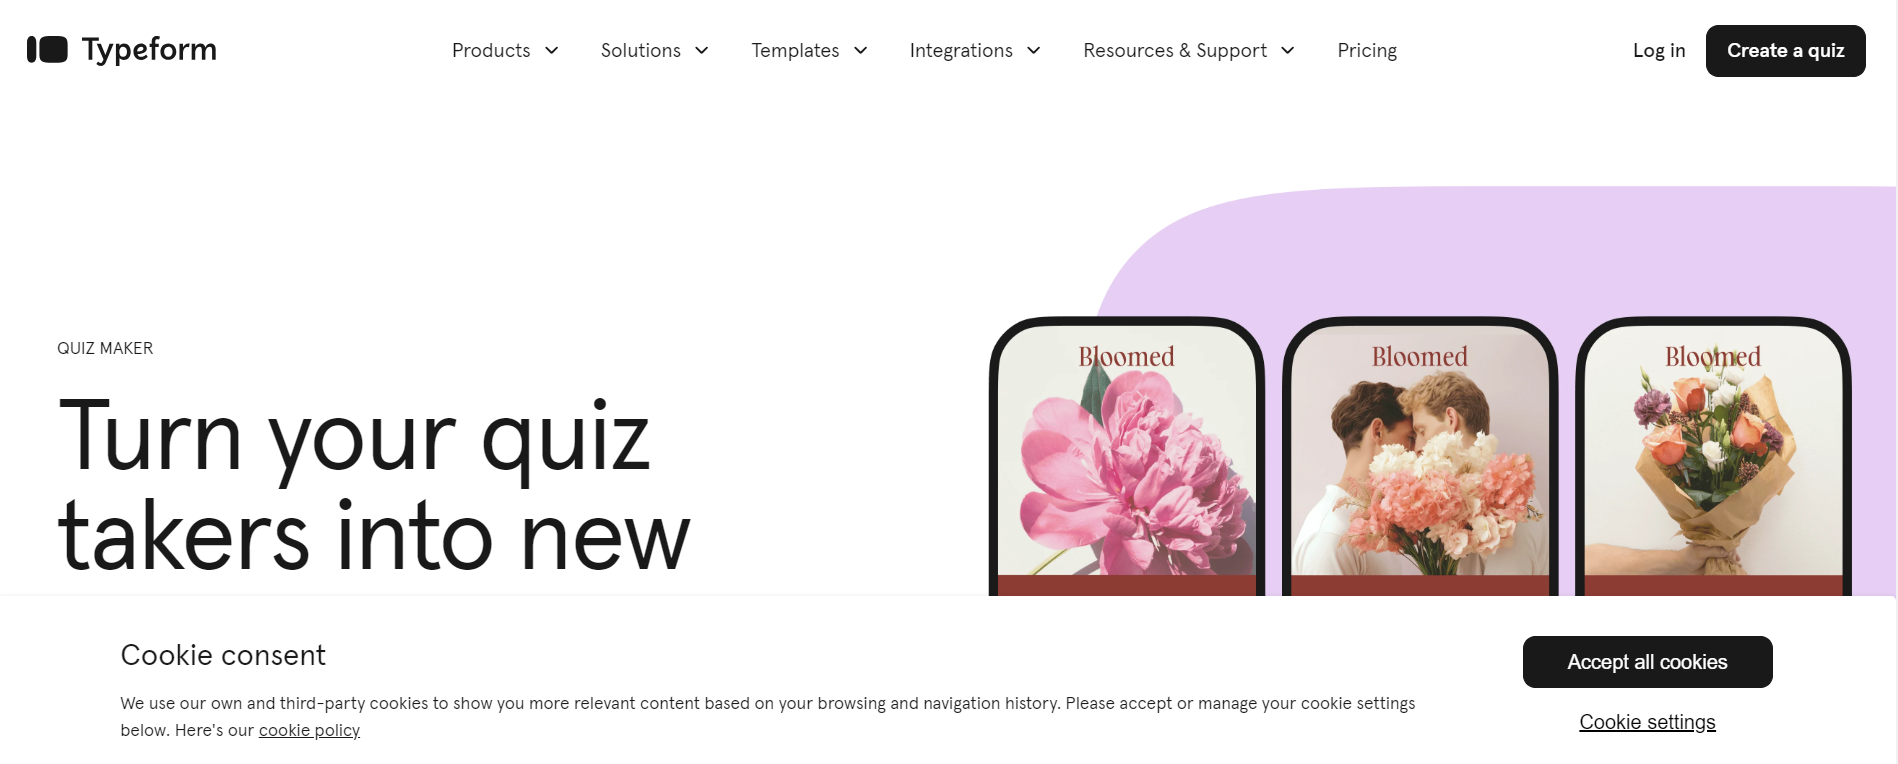 Typeform
Products
Solutions
Templates
Integrations
Resources & Support
Pricing
Log in
Create a quiz
QUIZ MAKER
Turn your quiz
takers into new
Bloomed
Bloomed
Bloomed
Cookie consent
We use our own and third-party cookies to show you more relevant content based on your browsing and navigation history. Please accept or manage your cookie settings
below. Here's our cookie policy
Accept all cookies
Cookie settings